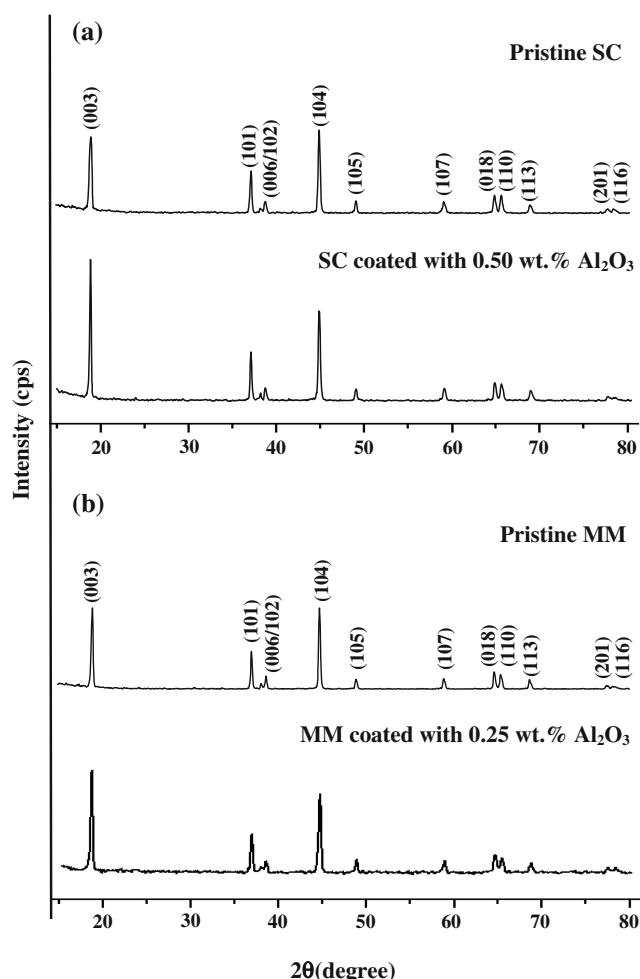 (a)
Pristine SC
(003)
(101)
(006/102)
(104)
(105)
(107)
(018)
(110)
(113)
(201)
(116)
SC coated with 0.50 wt.% Al₂O₃
20 30 40 50 60 70 80
Intensity (cps)
(b)
Pristine MM
(003)
(101)
(006/102)
(104)
(105)
(107)
(018)
(110)
(113)
(201)
(116)
MM coated with 0.25 wt.% Al₂O₃
20 30 40 50 60 70 80
2θ(degree)